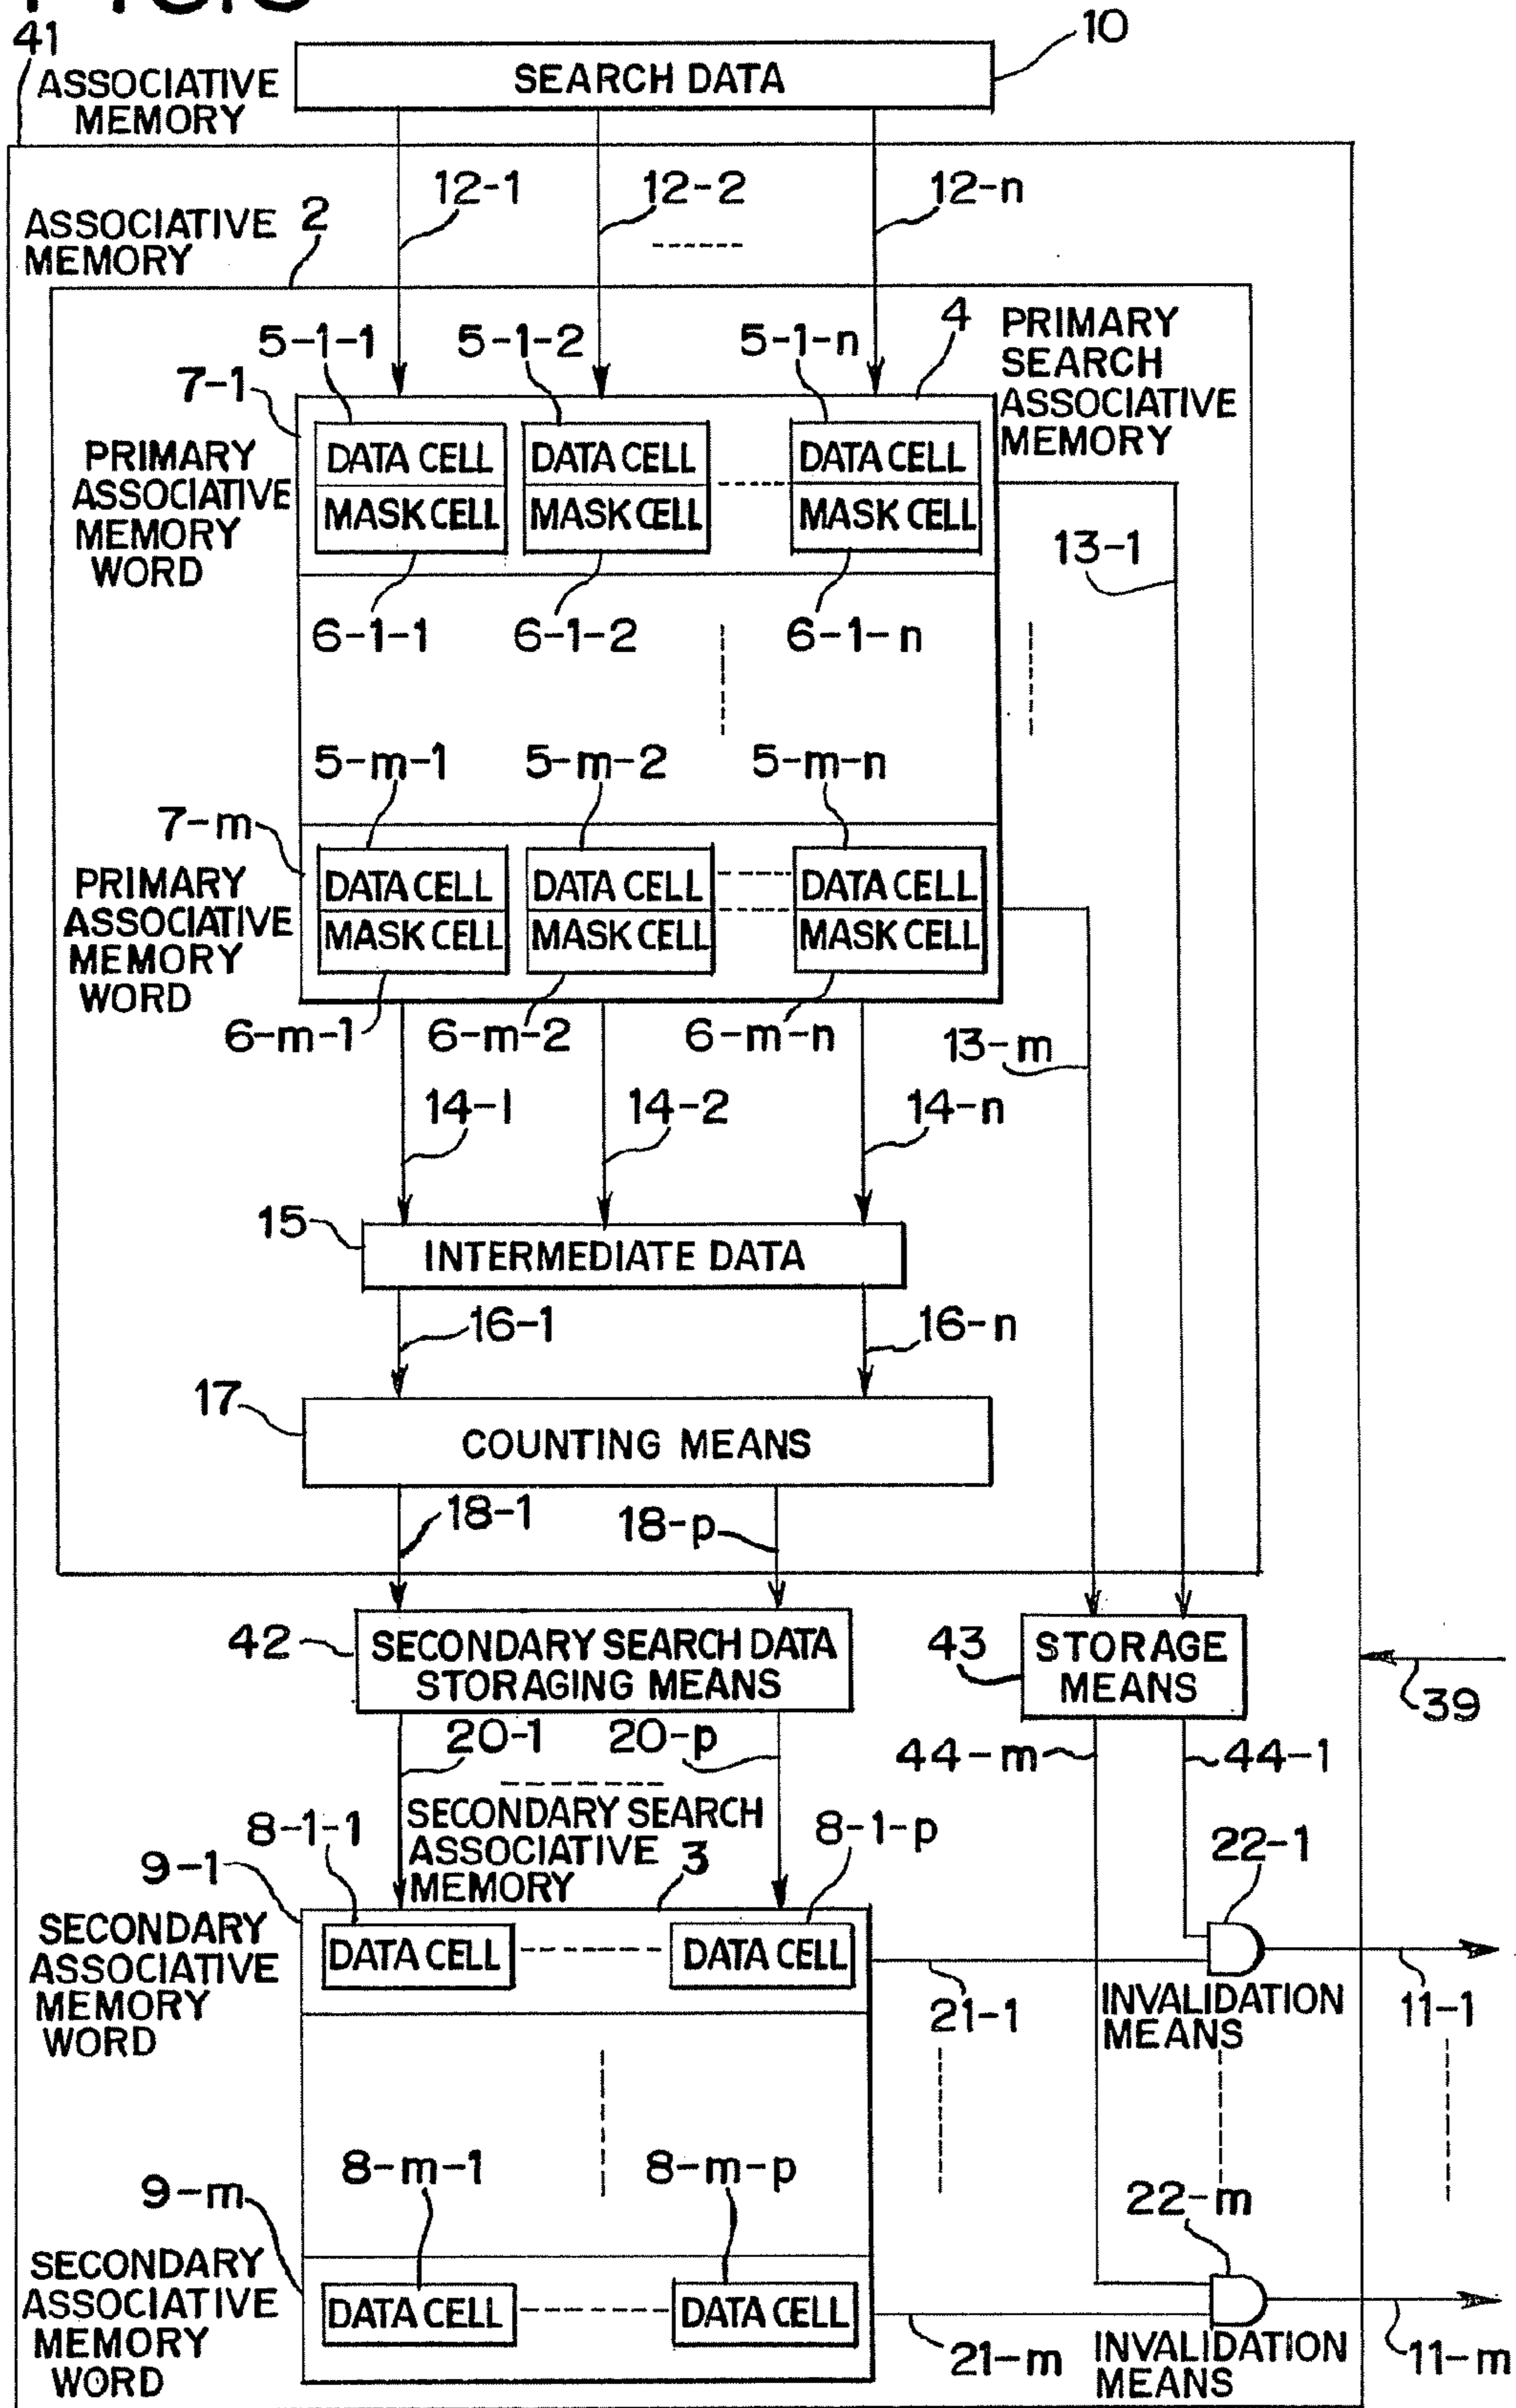 41
10
ASSOCIATIVE
MEMORY
SEARCH DATA
12-1
12-2
12-n
ASSOCIATIVE
MEMORY
2
5-1-1
5-1-2
5-1-n
4
PRIMARY
SEARCH
ASSOCIATIVE
MEMORY
7-1
PRIMARY
ASSOCIATIVE
MEMORY
WORD
DATA CELL
MASK CELL
DATA CELL
MASK CELL
DATA CELL
MASK CELL
13-1
6-1-1
6-1-2
6-1-n
5-m-1
5-m-2
5-m-n
7-m
PRIMARY
ASSOCIATIVE
MEMORY
WORD
DATA CELL
MASK CELL
DATA CELL
MASK CELL
DATA CELL
MASK CELL
6-m-1
6-m-2
6-m-n
13-m
14-1
14-2
14-n
15
INTERMEDIATE DATA
16-1
16-n
17
COUNTING MEANS
18-1
18-p
42
SECONDARY SEARCH DATA
STORAGING MEANS
43
STORAGE
MEANS
39
20-1
20-p
44-m
44-1
SECONDARY SEARCH
ASSOCIATIVE
MEMORY
3
8-1-1
8-1-p
22-1
9-1
SECONDARY
ASSOCIATIVE
MEMORY
WORD
DATA CELL
DATA CELL
21-1
INVALIDATION
MEANS
11-1
8-m-1
8-m-p
9-m
22-m
SECONDARY
ASSOCIATIVE
MEMORY
WORD
DATA CELL
DATA CELL
21-m
INVALIDATION
MEANS
11-m